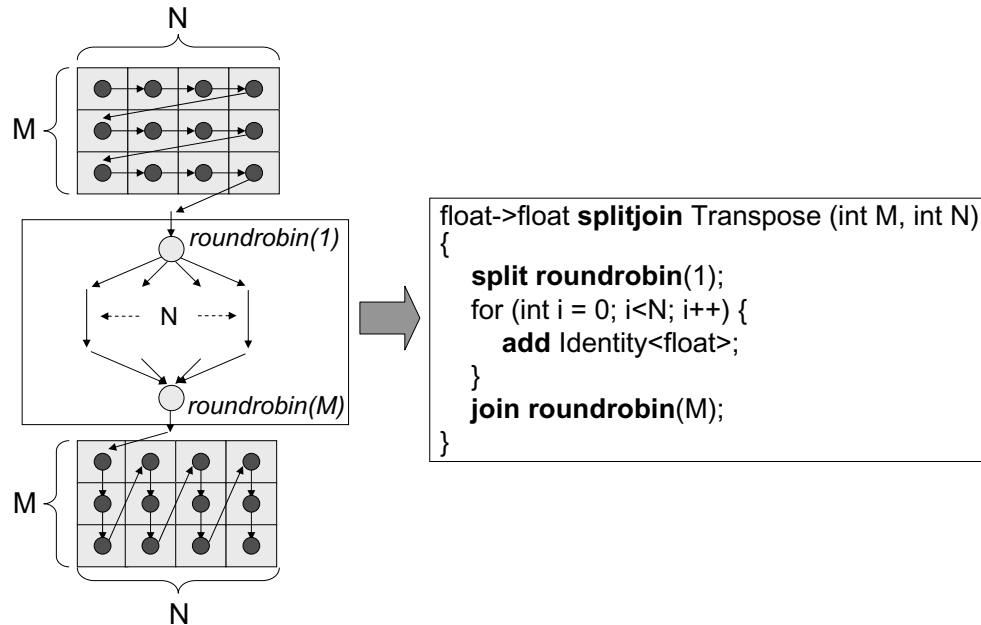 N
M
roundrobin(1)
N
roundrobin(M)
M
N
float->float splitjoin Transpose (int M, int N)
{
split roundrobin(1);
for (int i = 0; i<N; i++) {
add Identity<float>;
}
join roundrobin(M);
}